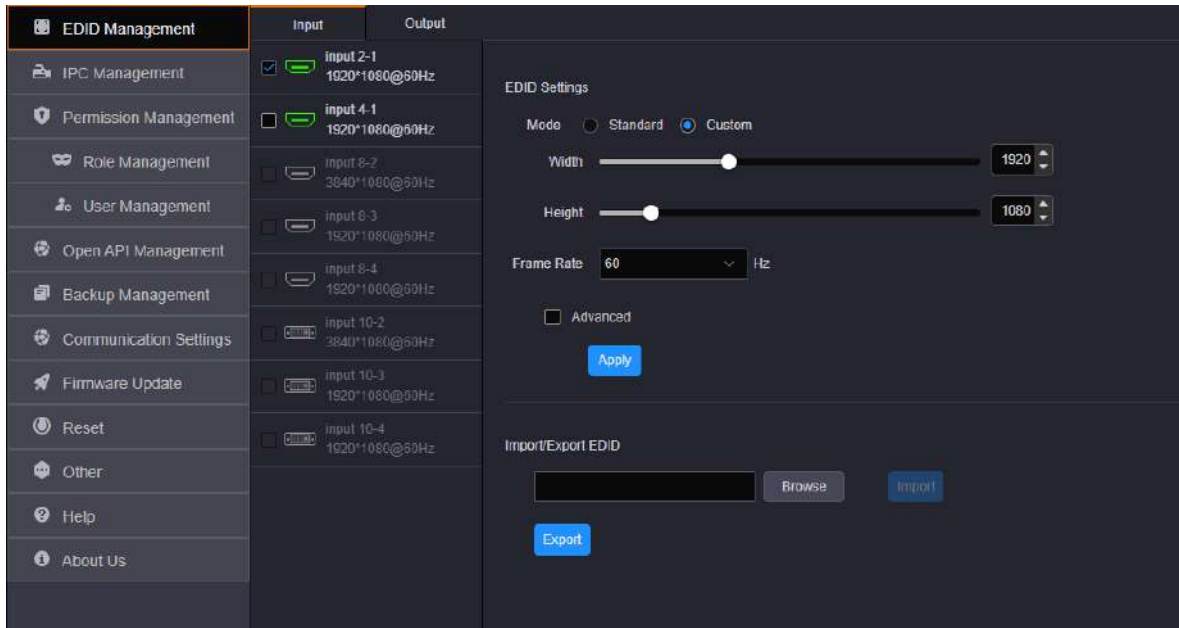 EDID Management
IPC Management
Permission Management
Role Management
User Management
Open API Management
Backup Management
Communication Settings
Firmware Update
Reset
Other
Help
About Us
Input Output
input 2-1
1920*1080@60Hz
input 4-1
1920*1080@60Hz
input 8-2
3840*1080@60Hz
input 8-3
1920*1080@60Hz
input 8-4
1920*1080@60Hz
input 10-2
3840*1080@60Hz
input 10-3
1920*1080@60Hz
input 10-4
1920*1080@60Hz
EDID Settings
Mode Standard Custom
Width 1920
Height 1080
Frame Rate 60 Hz
Advanced
Apply
Import/Export EDID
Browse Import
Export